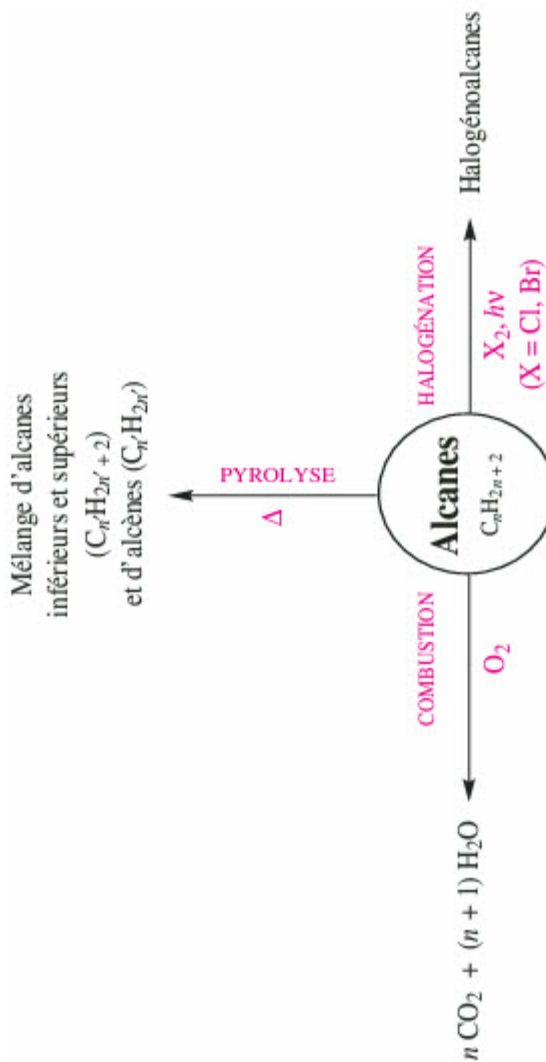 Mélange d'alcanes
inférieurs et supérieurs
(Cₙ′H₂ₙ′ ₊ ₂)
et d'alcènes (Cₙ′H₂ₙ′)
Δ
PYROLYSE
n CO₂ + (n + 1) H₂O
COMBUSTION
O₂
Alcanes
CₙH₂ₙ₊₂
HALOGÉNATION
X₂, hν
(X = Cl, Br)
Halogénoalcanes